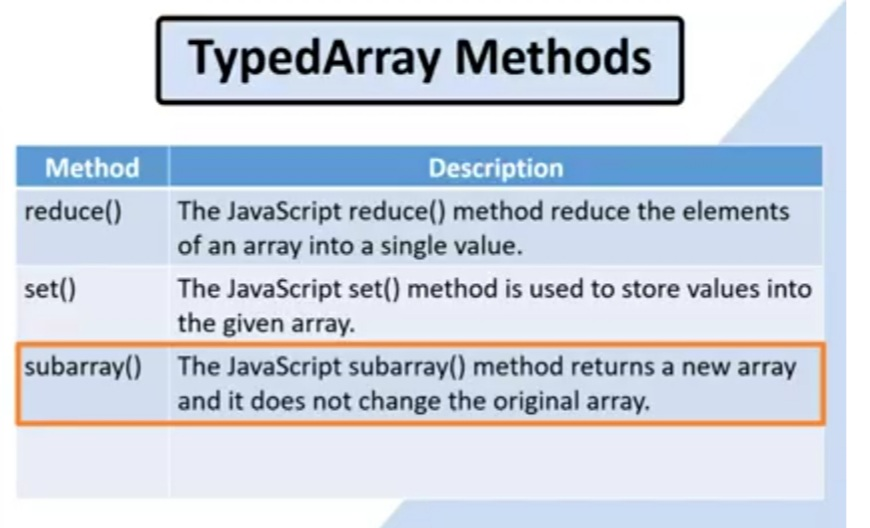 TypedArray Methods
Method Description
reduce() The JavaScript reduce() method reduce the elements
of an array into a single value.
set() The JavaScript set() method is used to store values into
the given array.
subarray() The JavaScript subarray() method returns a new array
and it does not change the original array.